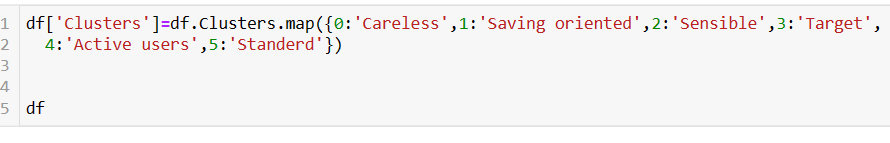 1 df['Clusters']=df.Clusters.map({0:'Careless',1:'Saving oriented',2:'Sensible',3:'Target',
2   4:'Active users',5:'Standerd'})
3
4
5 df